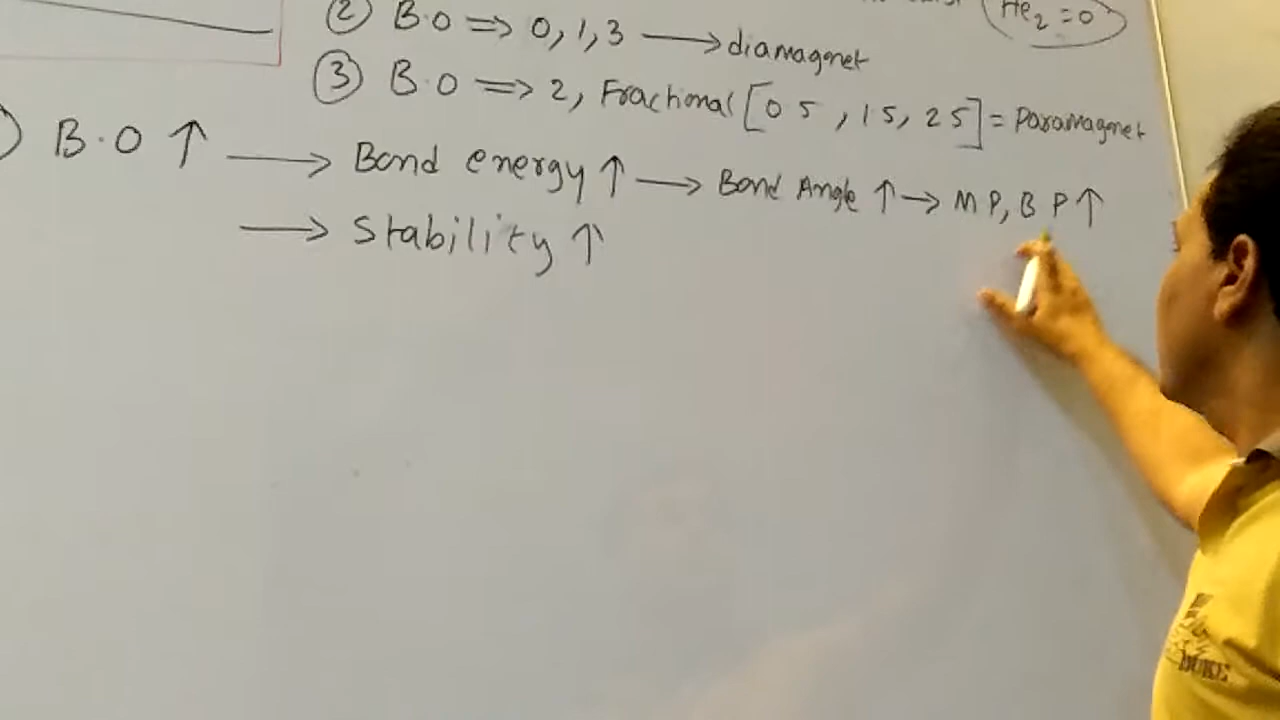 He₂ = 0
② B.O ⇒ 0, 1, 3 ⟶ diamagnet
③ B.O ⇒ 2, Fractional [0 5 , 1 5, 2 5] = Paramagnet
) B.O ↑ ⟶ Bond energy ↑ ⟶ Bond Angle ↑ → M P, B P ↑
⟶ Stability ↑
DUKE